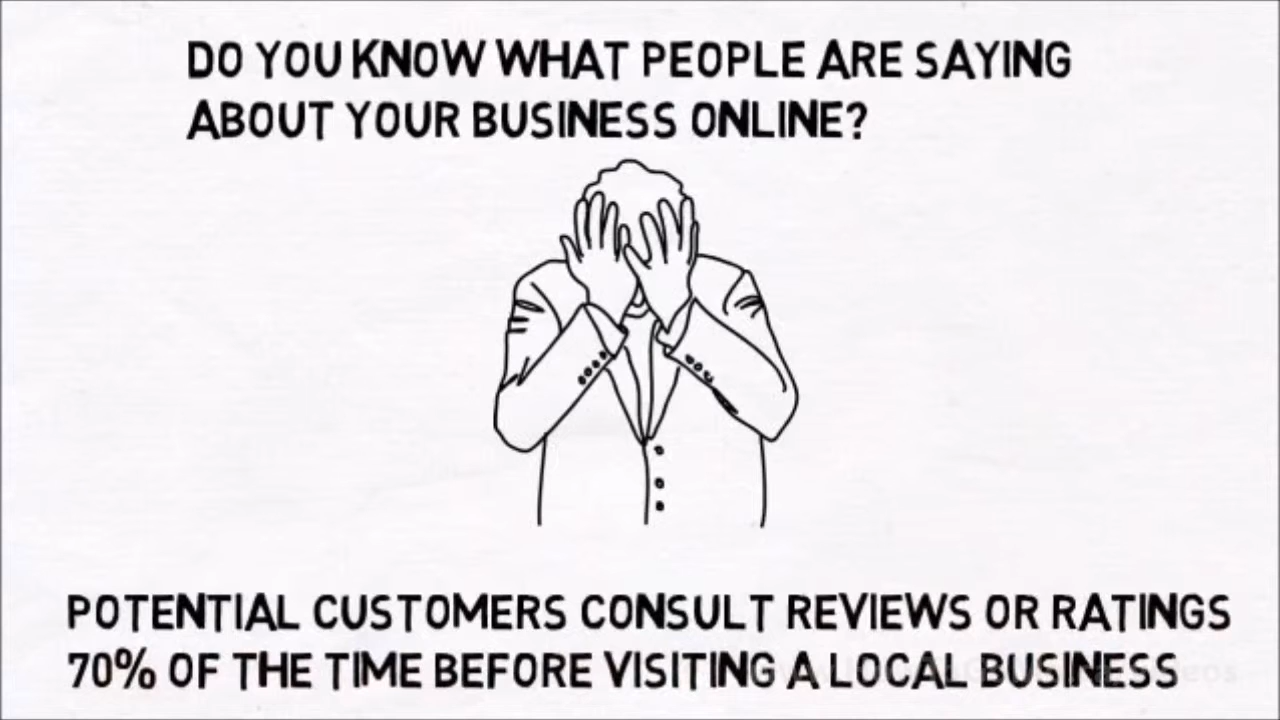 DO YOU KNOW WHAT PEOPLE ARE SAYING
ABOUT YOUR BUSINESS ONLINE?
POTENTIAL CUSTOMERS CONSULT REVIEWS OR RATINGS
70% OF THE TIME BEFORE VISITING A LOCAL BUSINESS